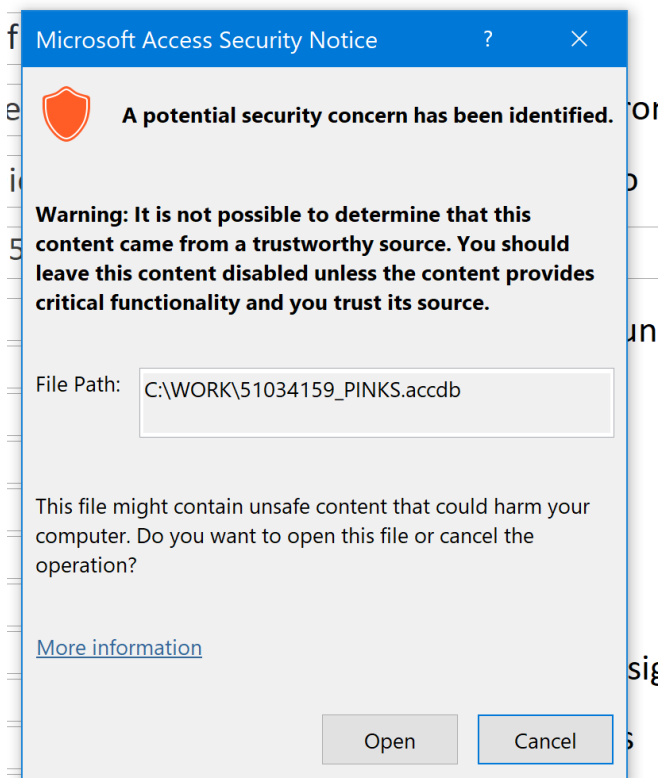 Microsoft Access Security Notice ? ×
A potential security concern has been identified.
Warning: It is not possible to determine that this
content came from a trustworthy source. You should
leave this content disabled unless the content provides
critical functionality and you trust its source.
File Path: C:\WORK\51034159_PINKS.accdb
This file might contain unsafe content that could harm your
computer. Do you want to open this file or cancel the
operation?
More information
Open Cancel